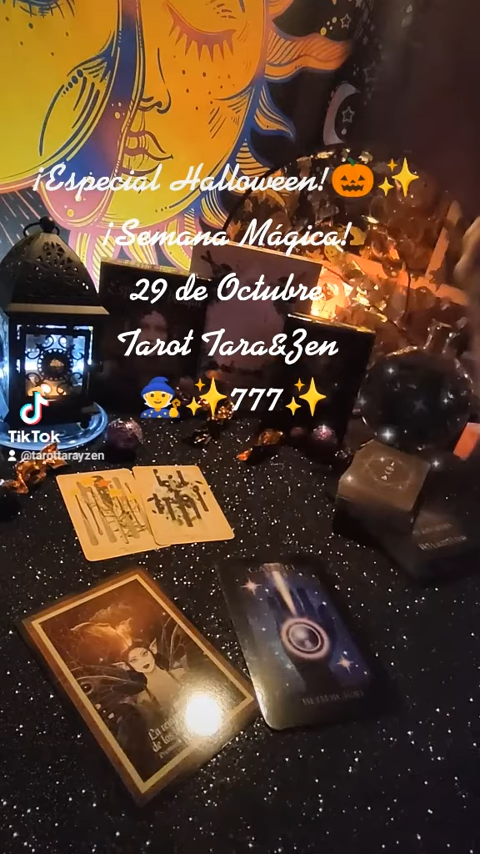 ¡Especial Halloween!🎃✨
¡Semana Mágica!
29 de Octubre
Tarot Tara&Zen
🧙✨777✨
TikTok
@tarottarayzen